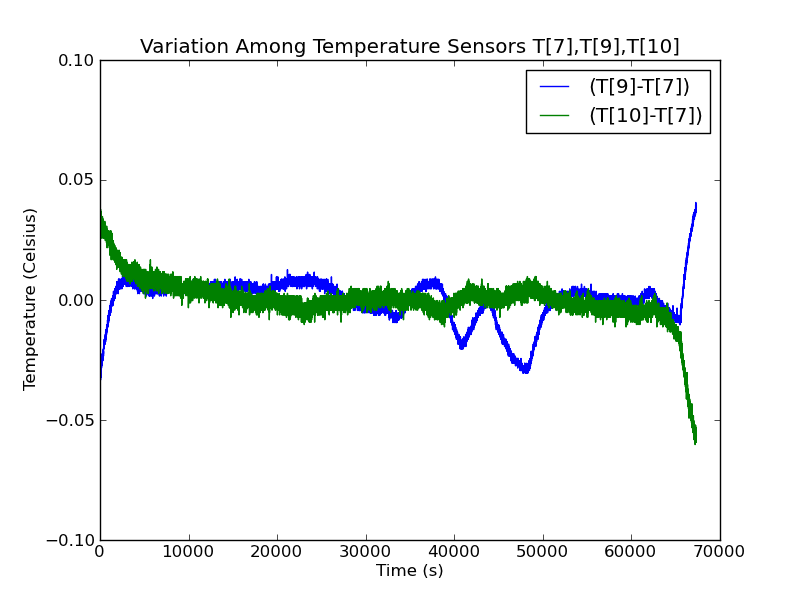 Variation Among Temperature Sensors T[7],T[9],T[10]
(T[9]-T[7])
(T[10]-T[7])
0.10
0.05
0.00
−0.05
−0.10
Temperature (Celsius)
0 10000 20000 30000 40000 50000 60000 70000
Time (s)